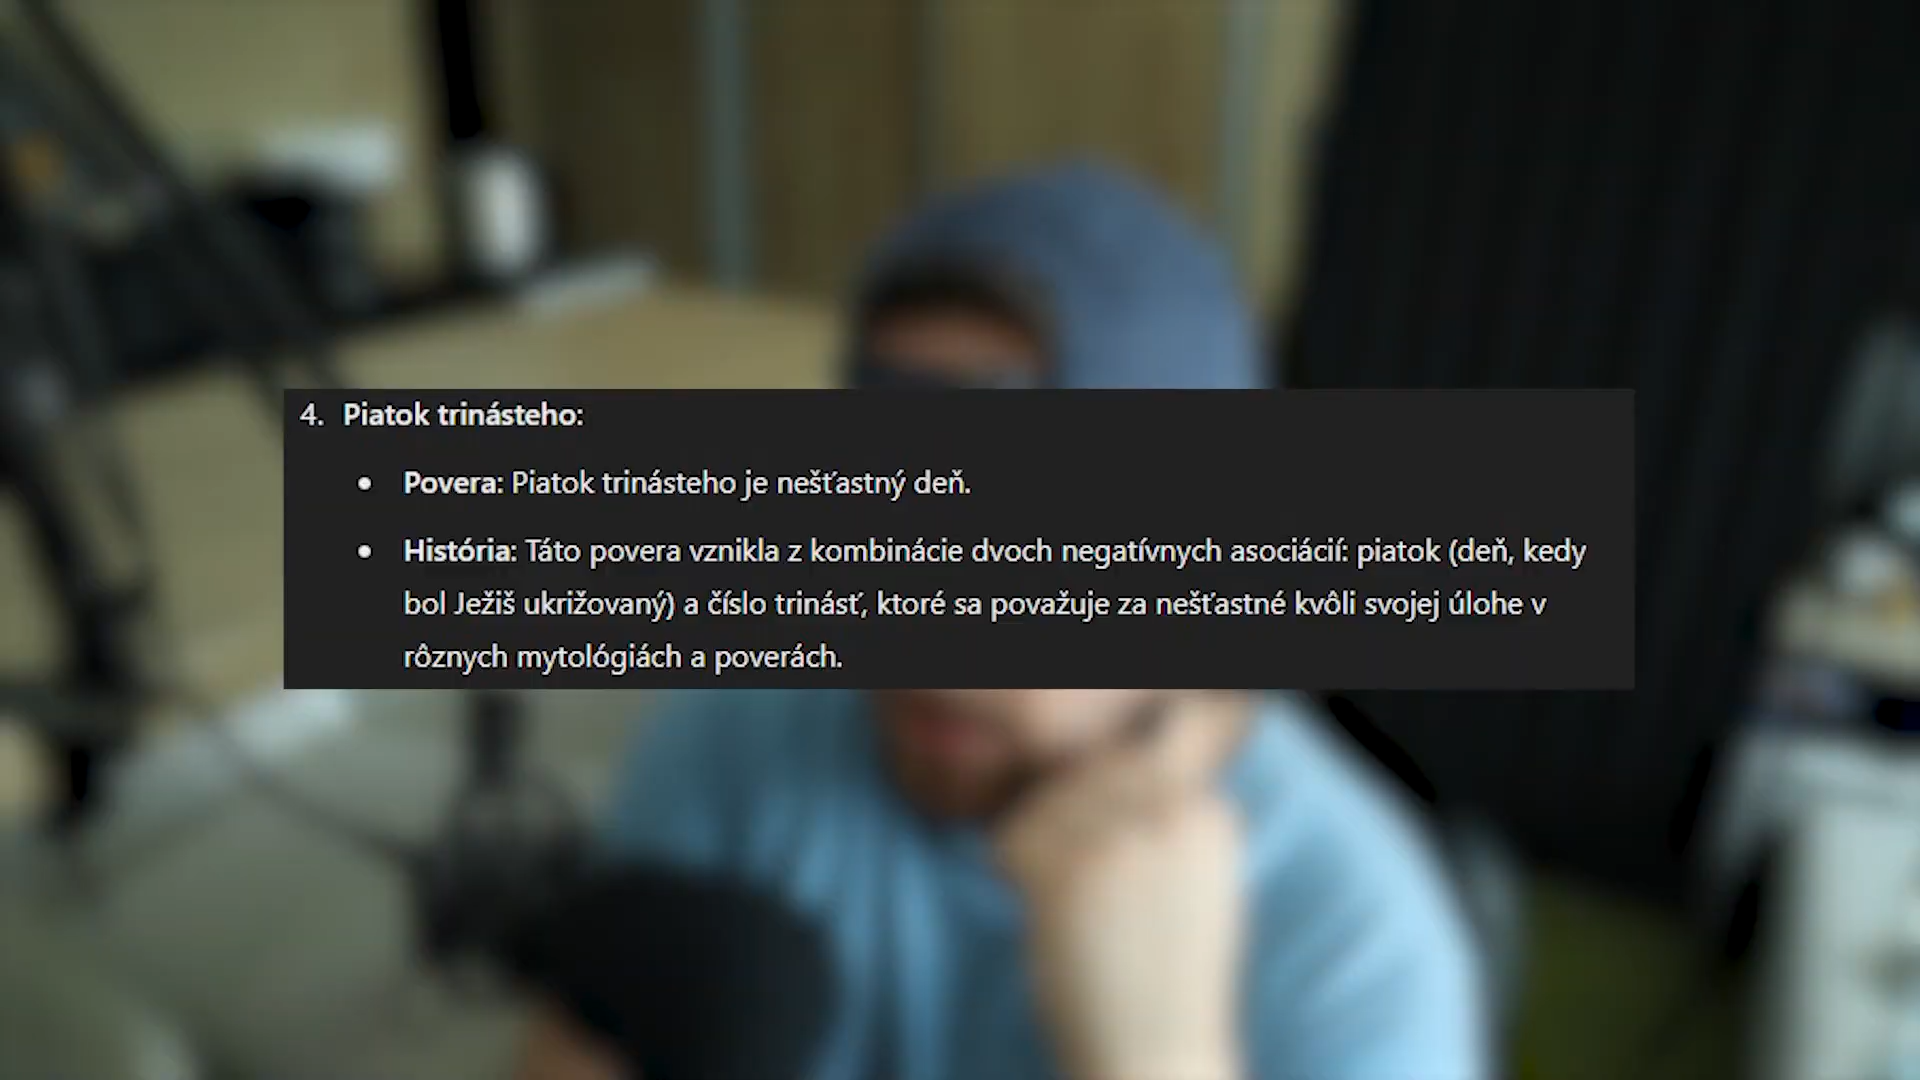 4. Piatok trinásteho:
• Povera: Piatok trinásteho je nešťastný deň.
• História: Táto povera vznikla z kombinácie dvoch negatívnych asociácií: piatok (deň, kedy
bol Ježiš ukrižovaný) a číslo trinásť, ktoré sa považuje za nešťastné kvôli svojej úlohe v
rôznych mytológiách a poverách.